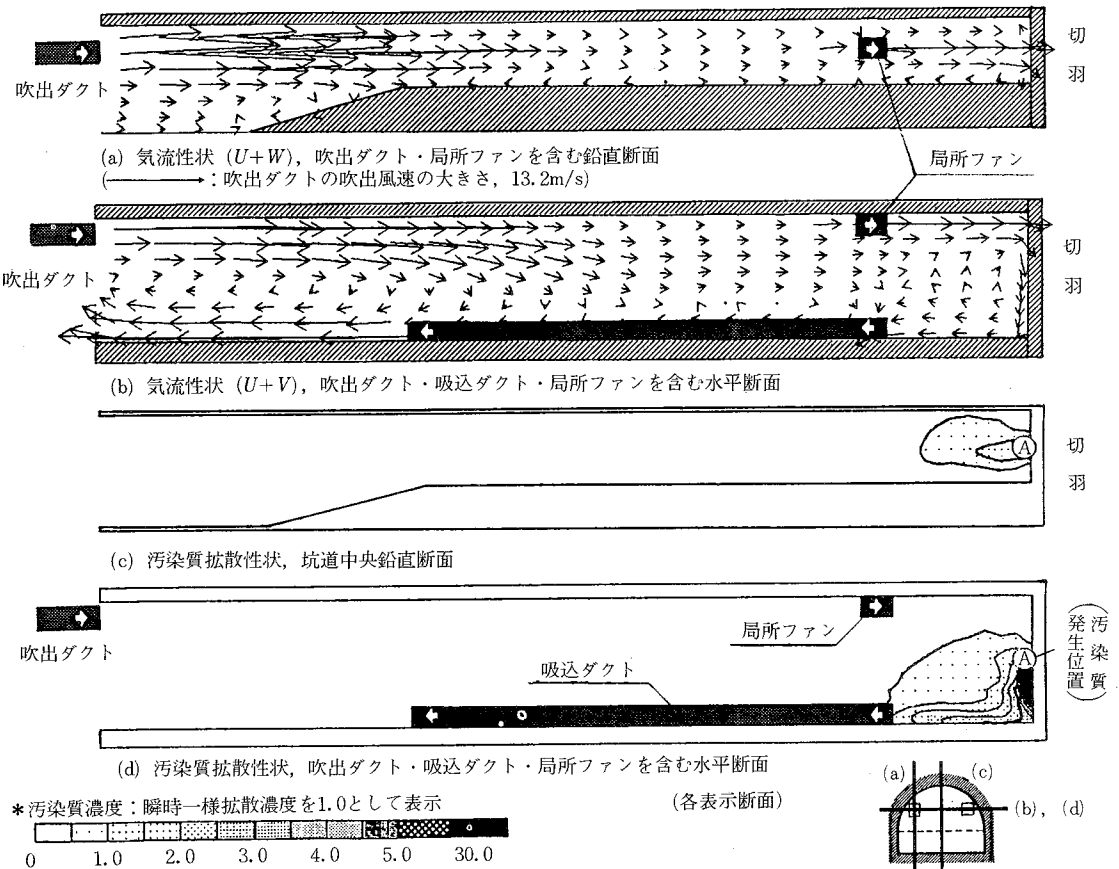 吹出ダクト
切
羽
(a) 気流性状 (U+W), 吹出ダクト・局所ファンを含む鉛直断面
(→: 吹出ダクトの吹出風速の大きさ, 13.2m/s)
局所ファン
吹出ダクト
切
羽
(b) 気流性状 (U+V), 吹出ダクト・吸込ダクト・局所ファンを含む水平断面
A
切
羽
(c) 汚染質拡散性状, 坑道中央鉛直断面
吹出ダクト
局所ファン
吸込ダクト
A
(汚染質
発生位置)
(d) 汚染質拡散性状, 吹出ダクト・吸込ダクト・局所ファンを含む水平断面
*汚染質濃度:瞬時一様拡散濃度を1.0として表示
0 1.0 2.0 3.0 4.0 5.0 30.0
(各表示断面)
(a) (c)
(b), (d)